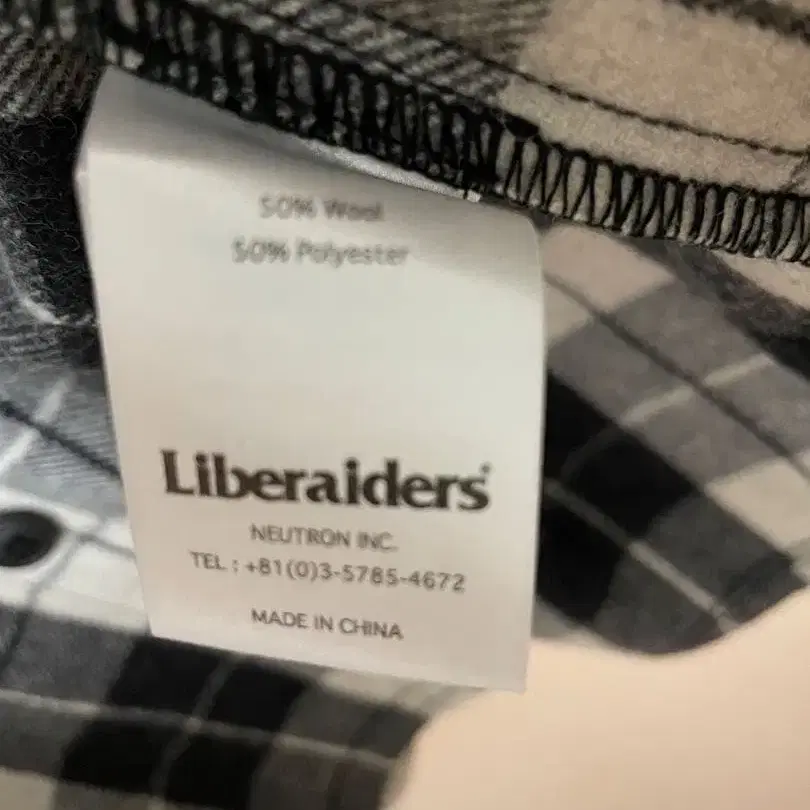 50% Wool
50% Polyester
Liberaiders
NEUTRON INC.
TEL : +81(0)3-5785-4672
MADE IN CHINA